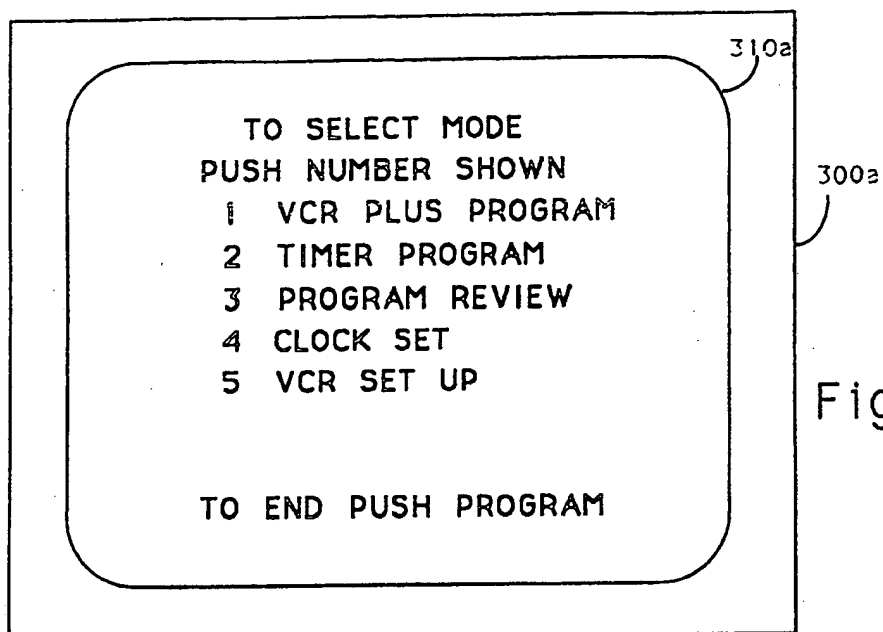 310a
TO SELECT MODE
PUSH NUMBER SHOWN
300a
1 VCR PLUS PROGRAM
2 TIMER PROGRAM
3 PROGRAM REVIEW
4 CLOCK SET
5 VCR SET UP
Fig
TO END PUSH PROGRAM